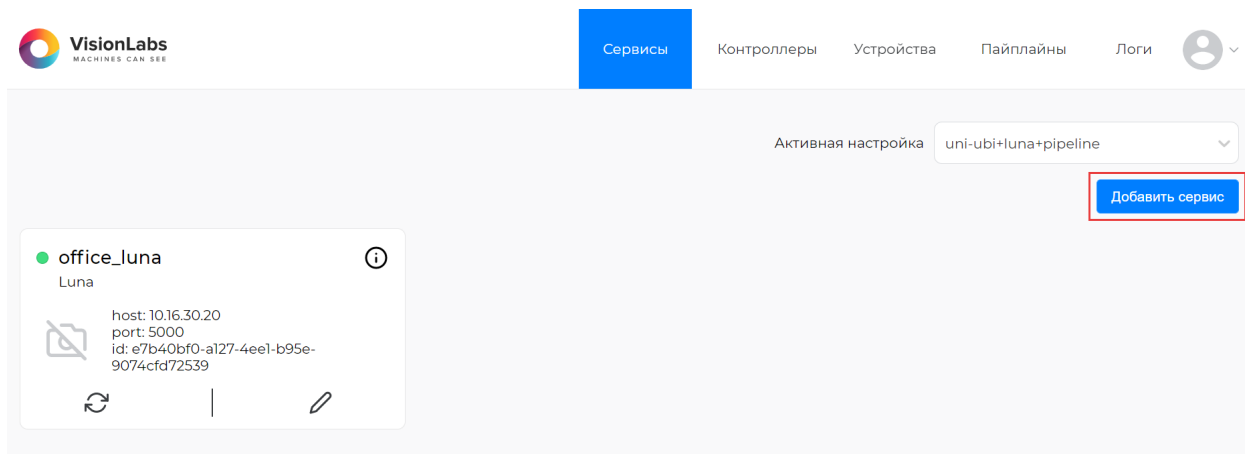 VisionLabs
MACHINES CAN SEE
Сервисы
Контроллеры
Устройства
Пайплайны
Логи
Активная настройка
uni-ubi+luna+pipeline
Добавить сервис
office_luna
Luna
host: 10.16.30.20
port: 5000
id: e7b40bf0-a127-4ee1-b95e-
9074cfd72539